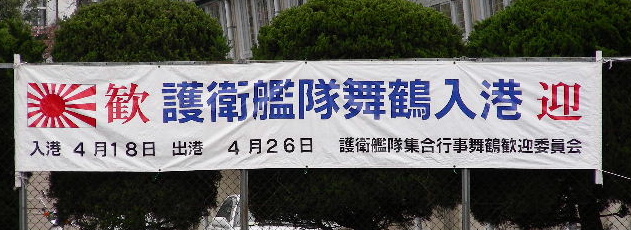 歓 護衛艦隊舞鶴入港 迎
入港 4月18日 出港 4月26日 護衛艦隊集合行事舞鶴歓迎委員会